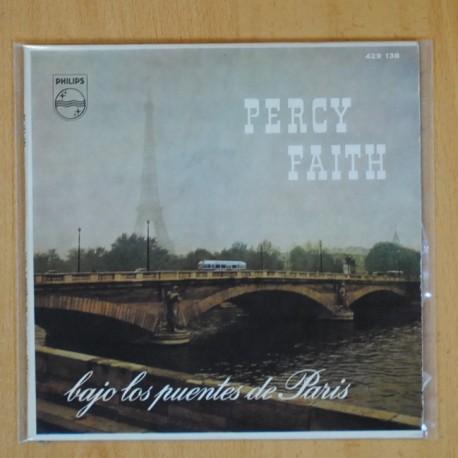 PHILIPS
429 138
PERCY
FAITH
bajo los puentes de Paris